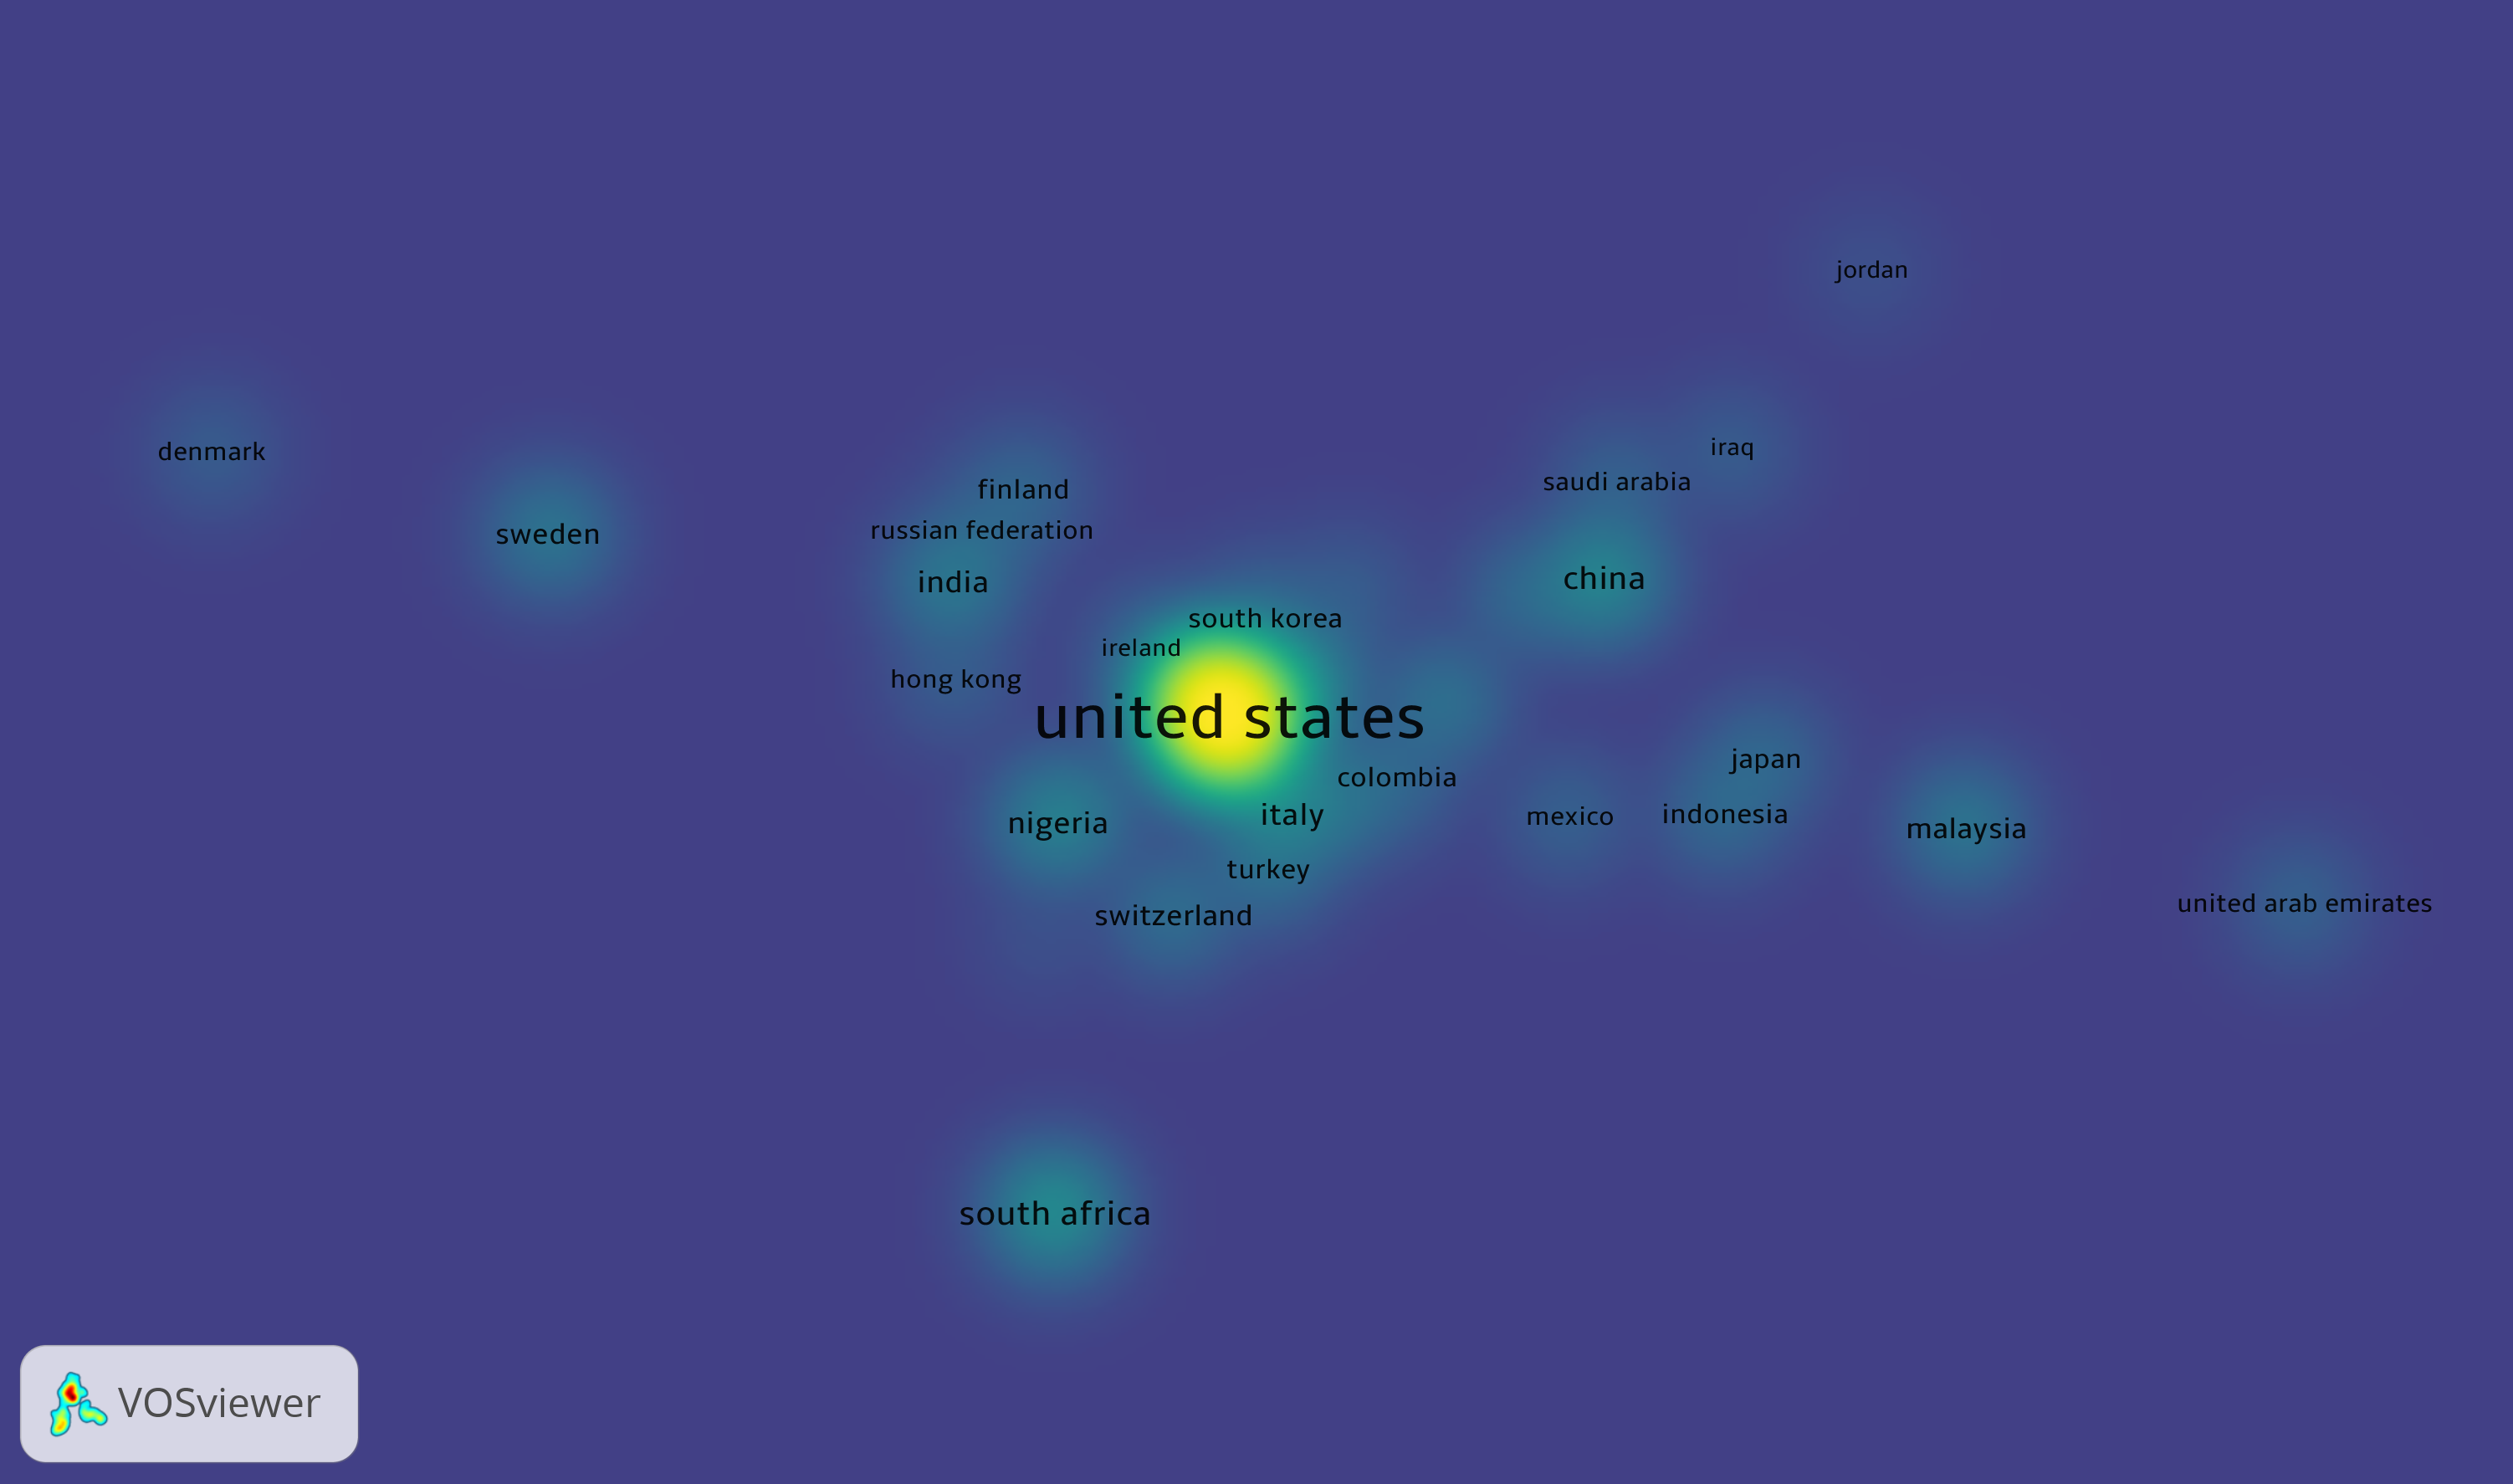 jordan
iraq
denmark
saudi arabia
finland
russian federation
sweden
china
india
south korea
ireland
hong kong
united states
japan
colombia
italy
mexico
indonesia
nigeria
malaysia
turkey
united arab emirates
switzerland
south africa
VOSviewer